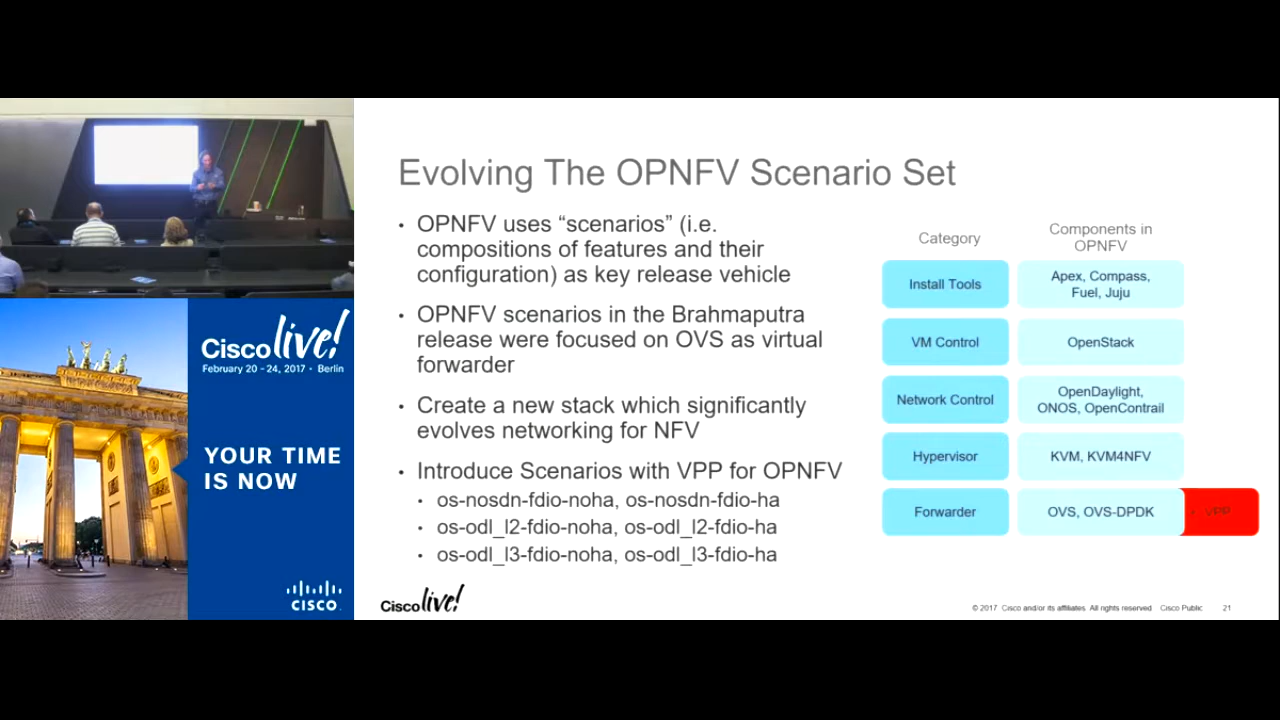 Evolving The OPNFV Scenario Set
• OPNFV uses “scenarios” (i.e.
compositions of features and their
configuration) as key release vehicle
• OPNFV scenarios in the Brahmaputra
release were focused on OVS as virtual
forwarder
• Create a new stack which significantly
evolves networking for NFV
• Introduce Scenarios with VPP for OPNFV
• os-nosdn-fdio-noha, os-nosdn-fdio-ha
• os-odl_l2-fdio-noha, os-odl_l2-fdio-ha
• os-odl_l3-fdio-noha, os-odl_l3-fdio-ha
Category
Components in
OPNFV
Install Tools
Apex, Compass,
Fuel, Juju
VM Control
OpenStack
Network Control
OpenDaylight,
ONOS, OpenContrail
Hypervisor
KVM, KVM4NFV
Forwarder
OVS, OVS-DPDK
• VPP
Cisco live!
© 2017 Cisco and/or its affiliates. All rights reserved Cisco Public 21
Cisco live!
February 20 - 24, 2017 • Berlin
YOUR TIME
IS NOW
CISCO.